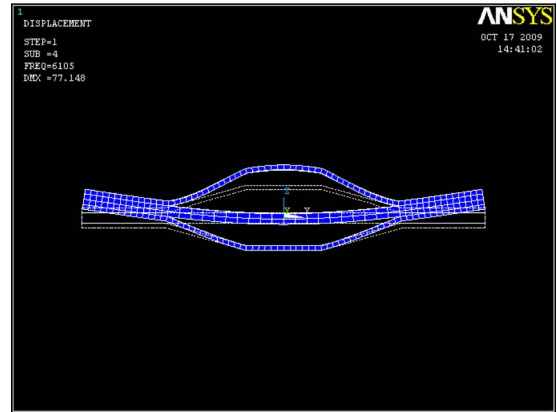 1
DISPLACEMENT
STEP=1
SUB =4
FREQ=6105
DMX =77.148
ANSYS
OCT 17 2009
14:41:02
Z
Y